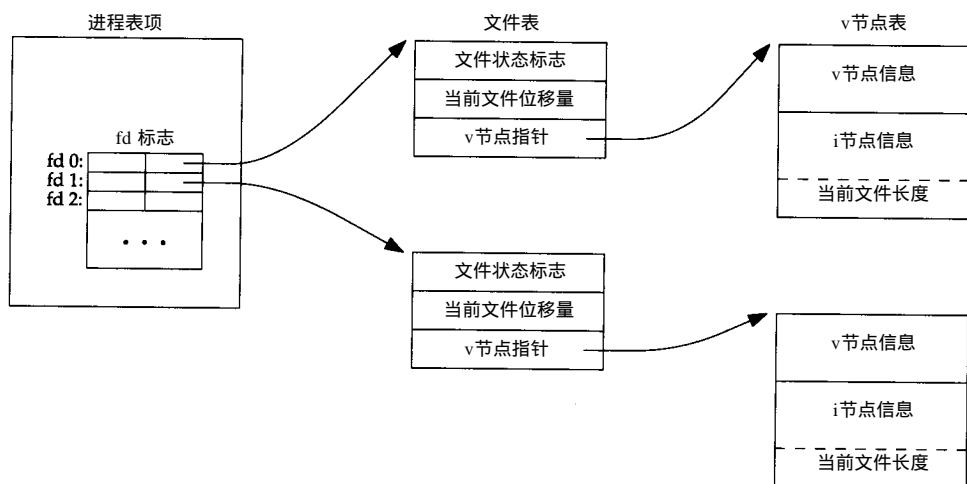 进程表项
文件表
v节点表
fd 标志
fd 0:
fd 1:
fd 2:
文件状态标志
当前文件位移量
v节点指针
v节点信息
i节点信息
当前文件长度
文件状态标志
当前文件位移量
v节点指针
v节点信息
i节点信息
当前文件长度